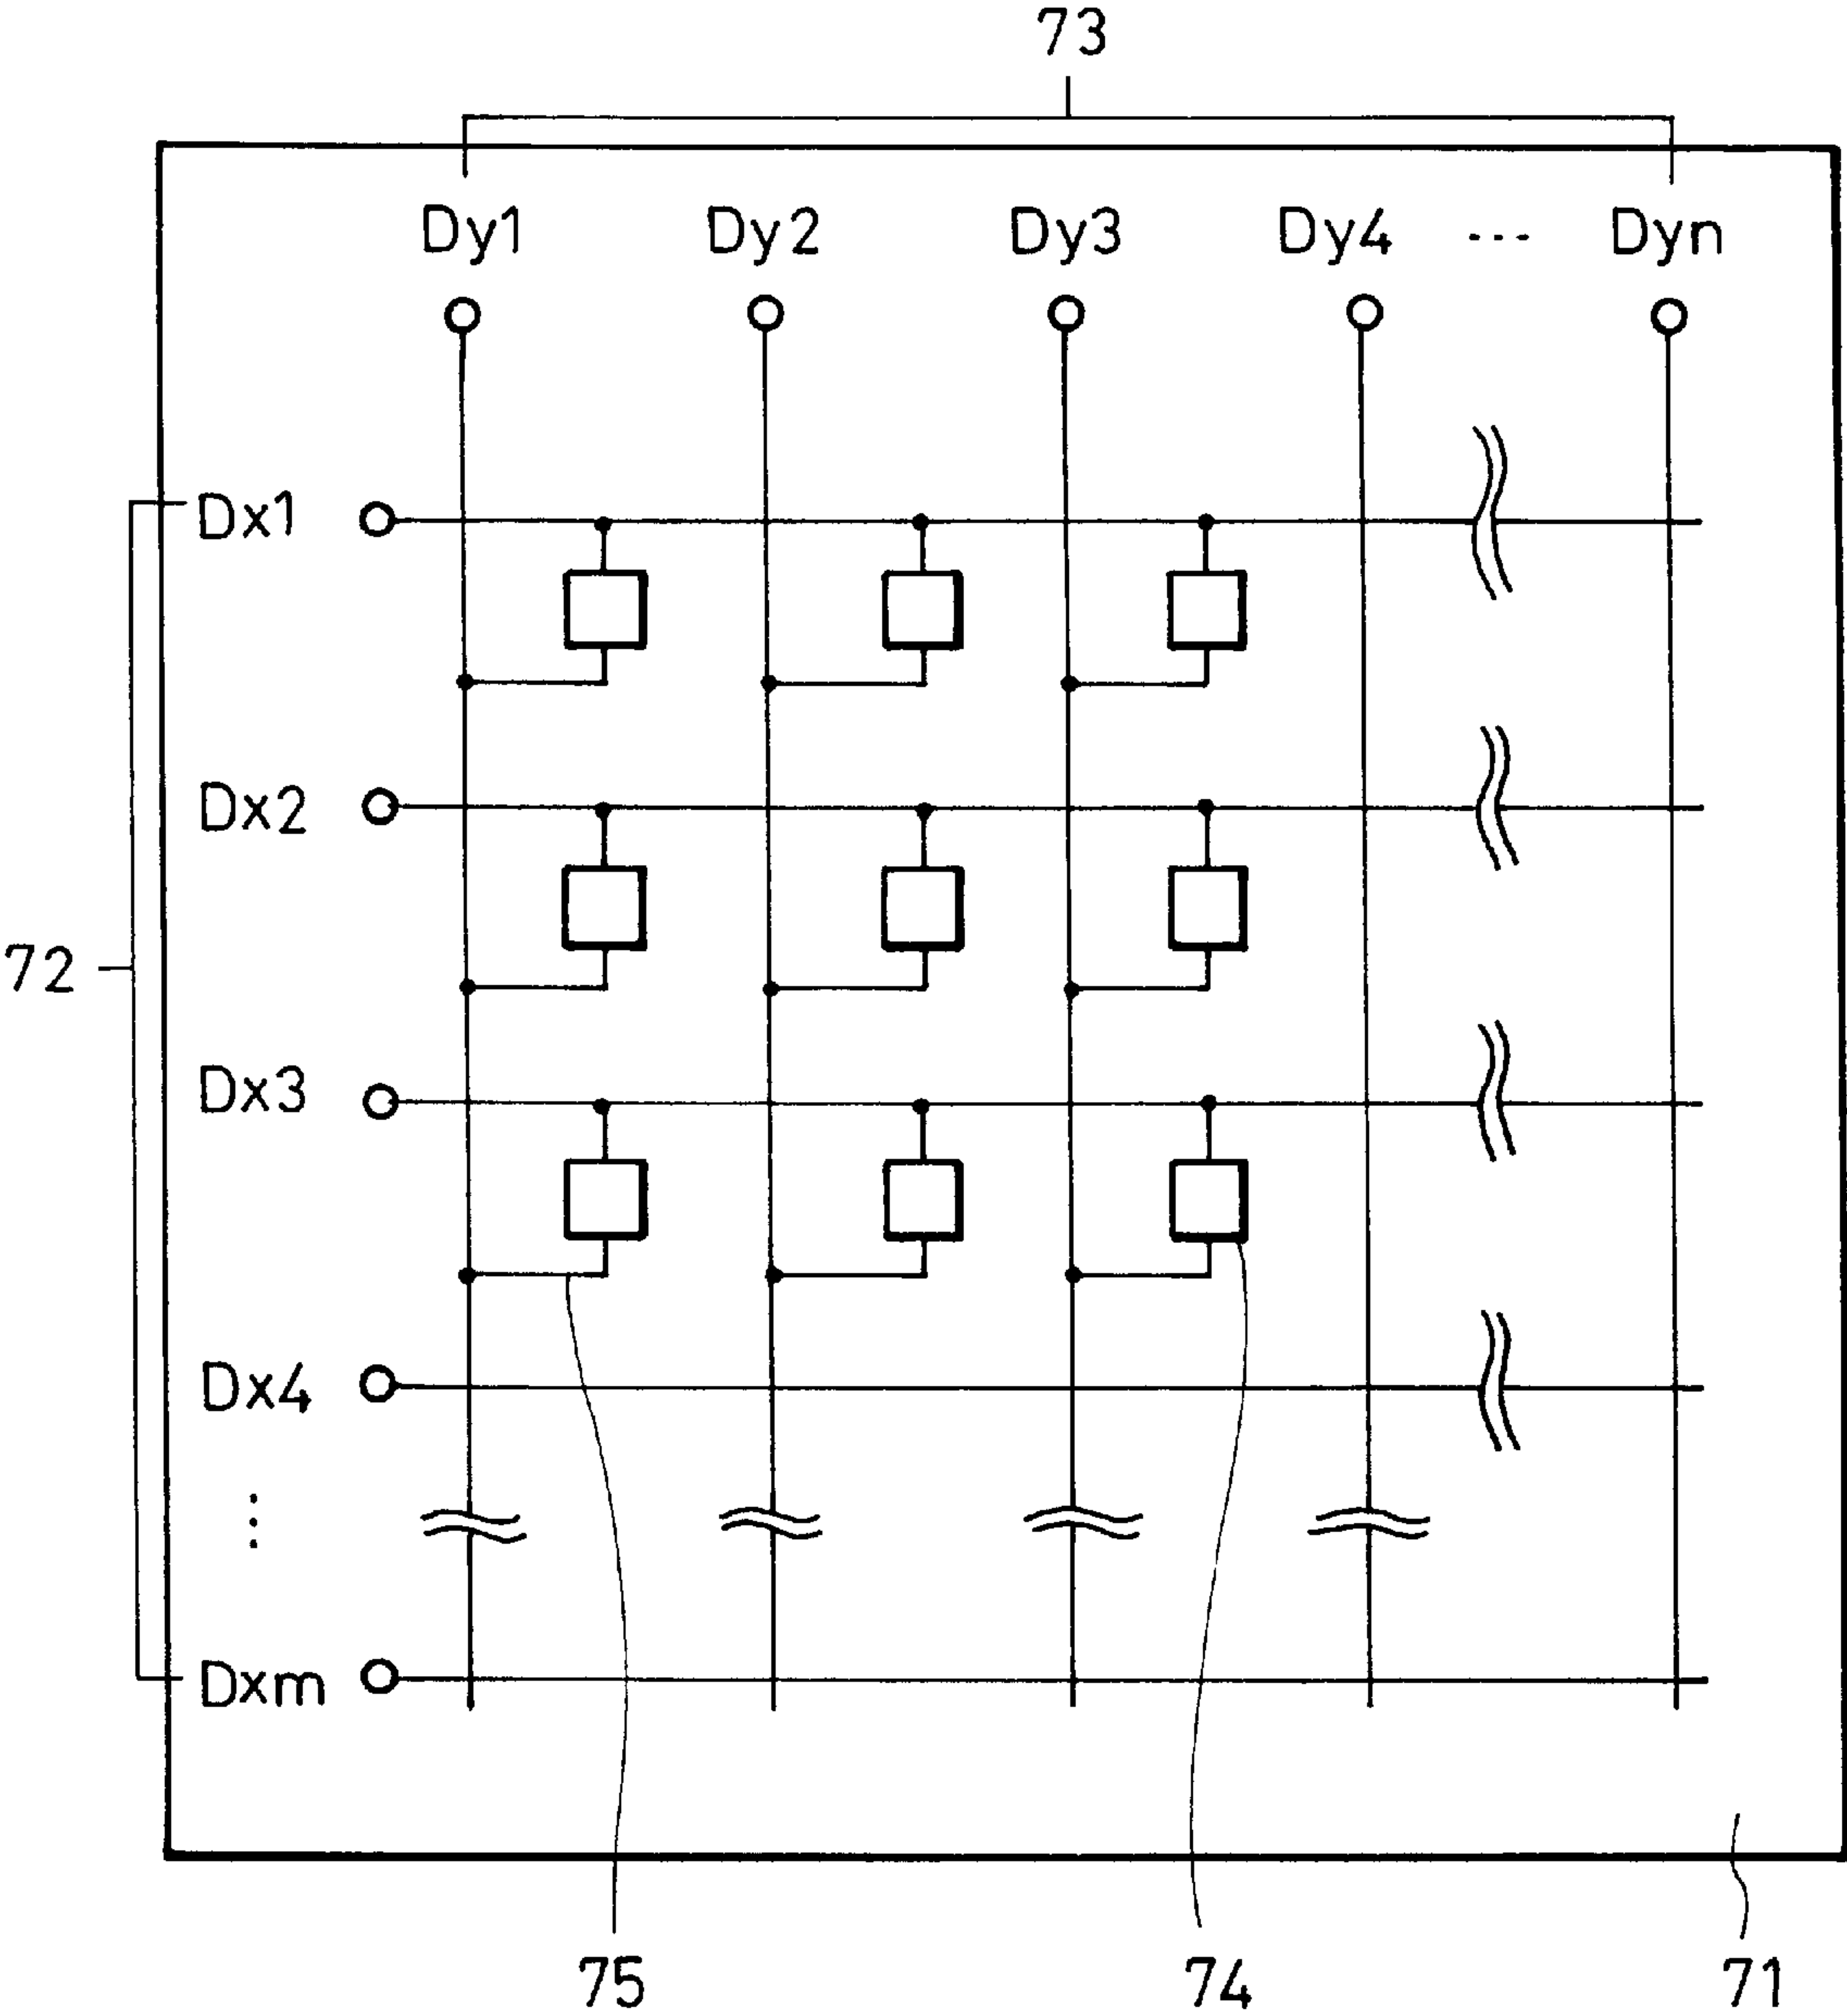 73
Dy1 Dy2 Dy3 Dy4 ... Dyn
Dx1
Dx2
72
Dx3
Dx4
⋮
Dxm
75 74 71